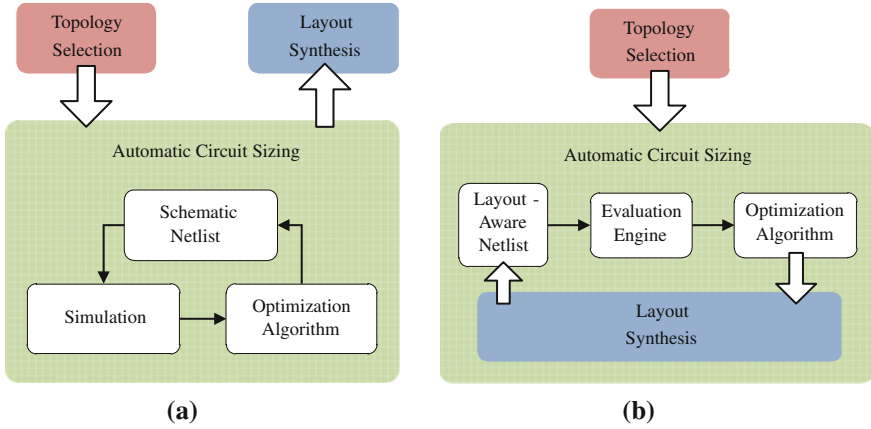 Topology
Selection
Layout
Synthesis
Automatic Circuit Sizing
Schematic
Netlist
Simulation
Optimization
Algorithm
(a)
Topology
Selection
Automatic Circuit Sizing
Layout -
Aware
Netlist
Evaluation
Engine
Optimization
Algorithm
Layout
Synthesis
(b)